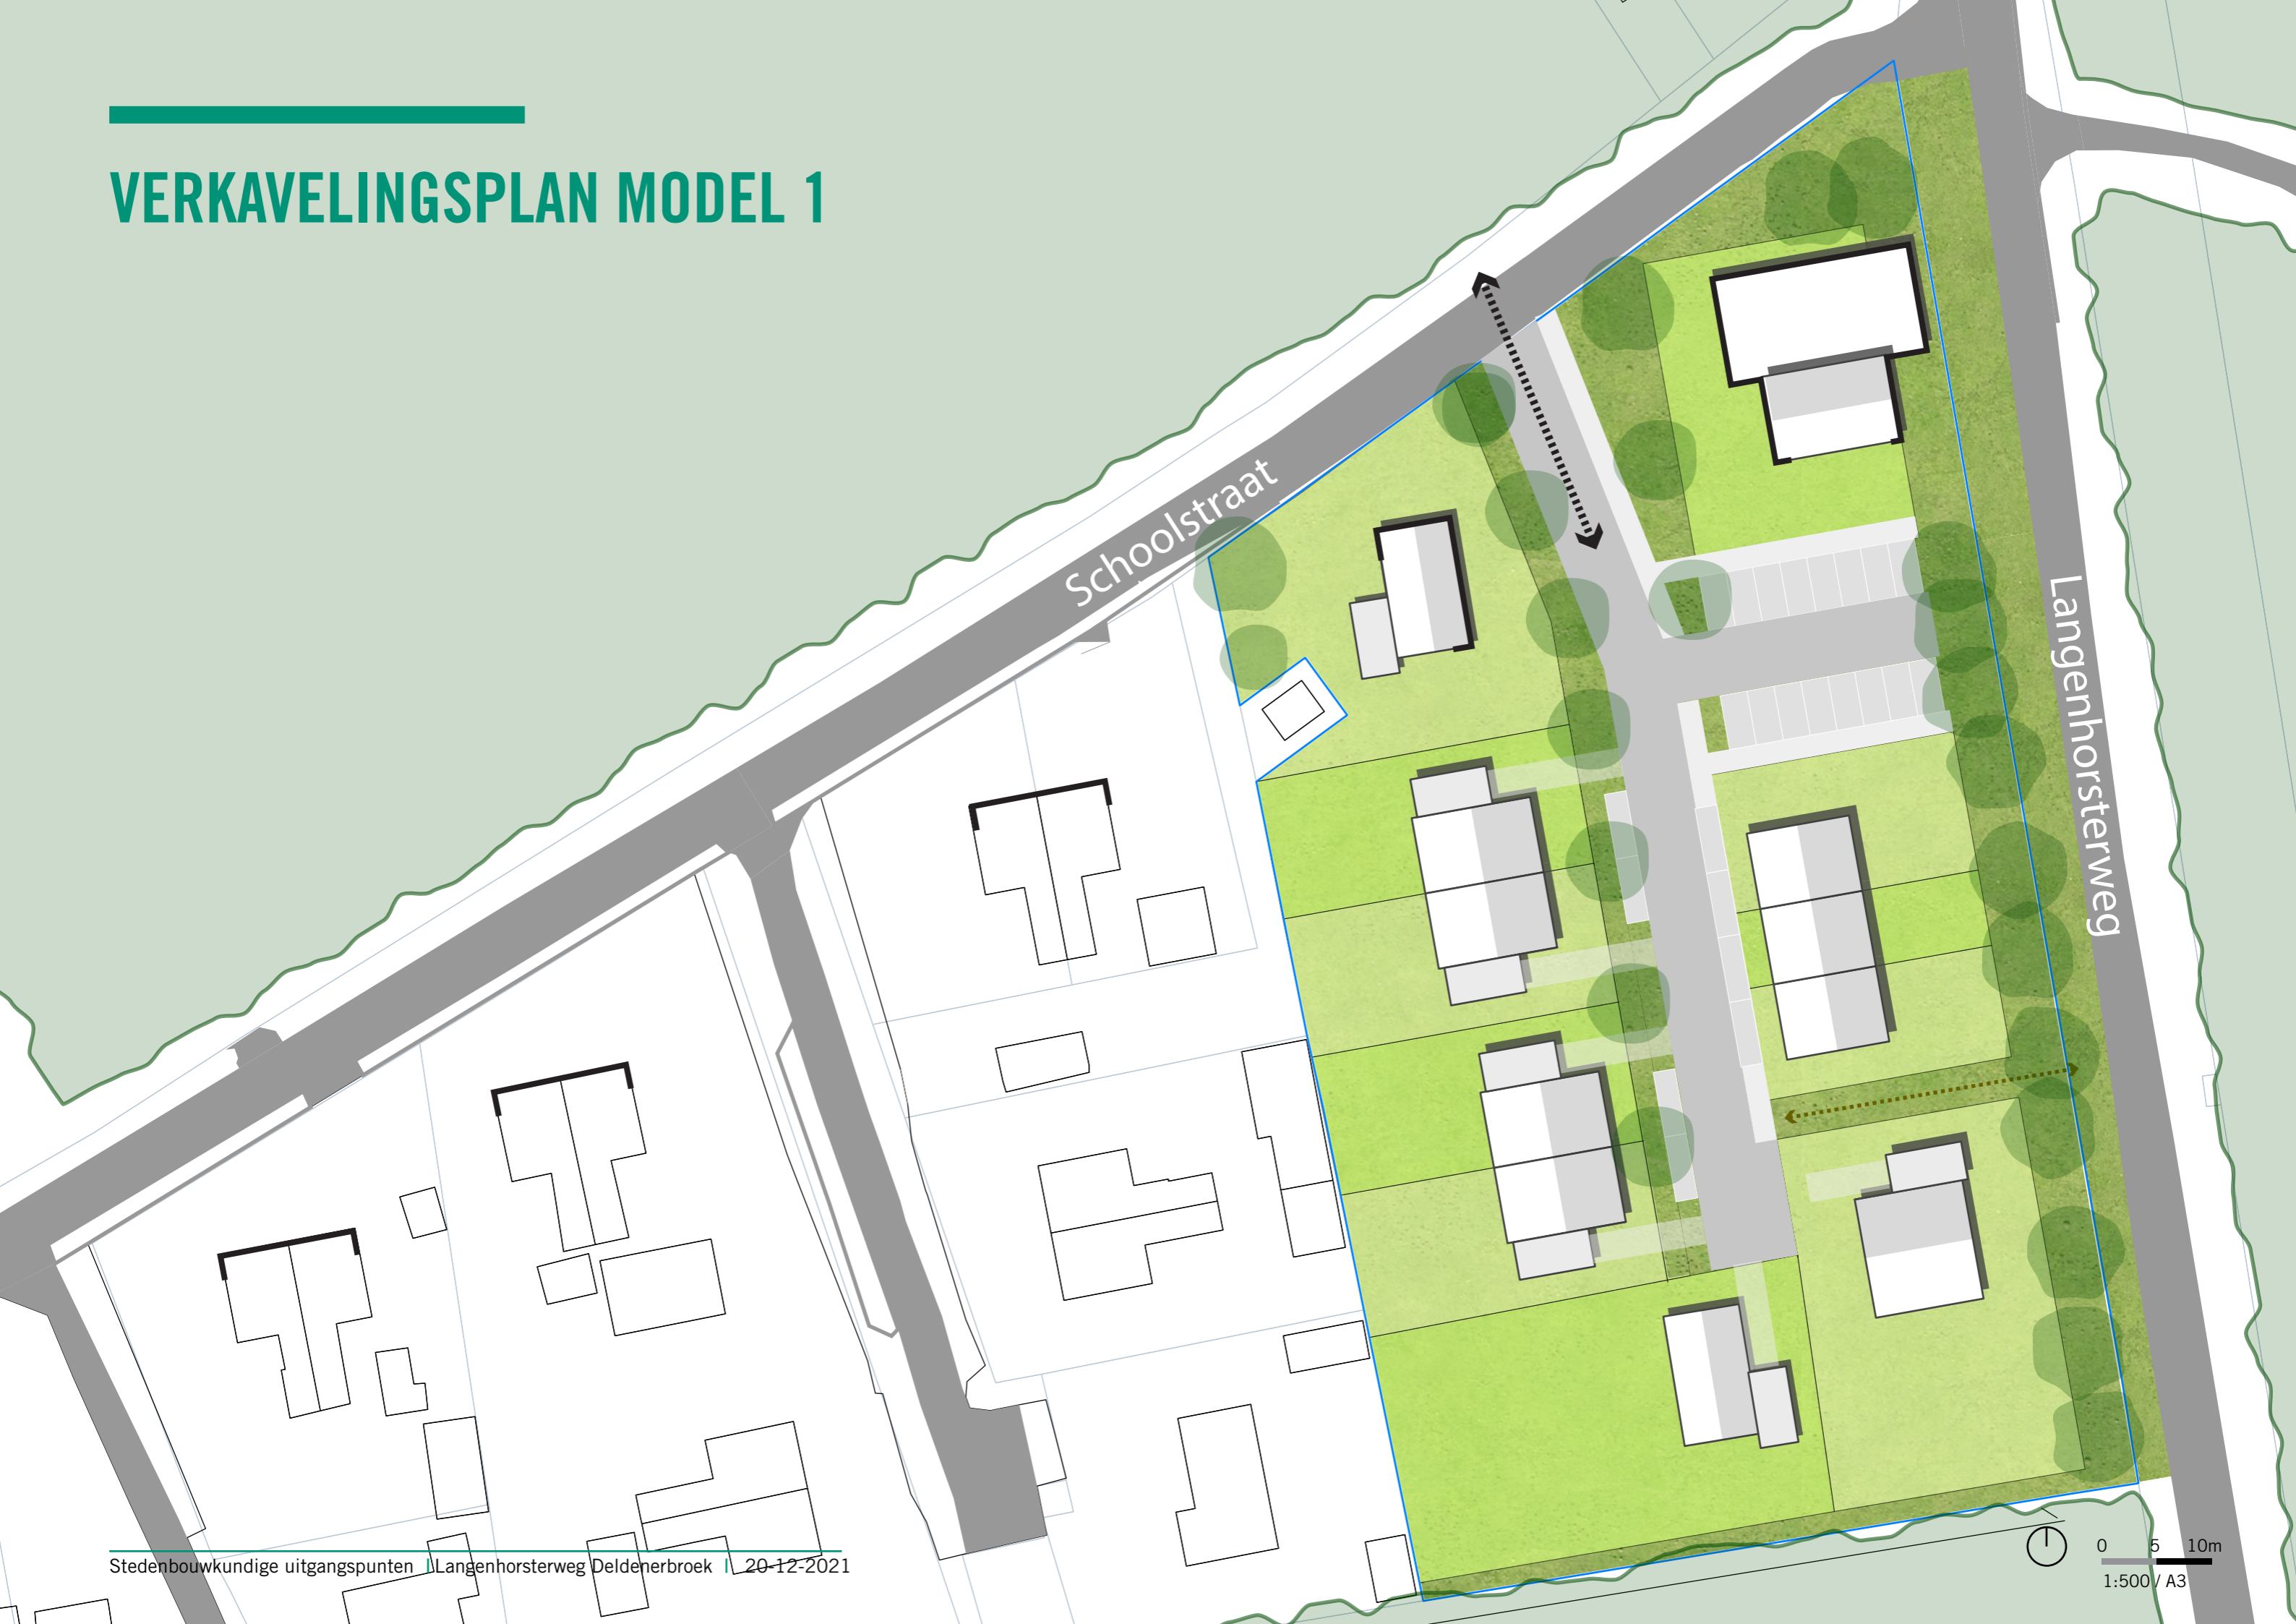 VERKAVELINGSPLAN MODEL 1
Schoolstraat
Langenhorsterweg
Stedenbouwkundige uitgangspunten | Langenhorsterweg Deldenerbroek | 20-12-2021
0 5 10m
1:500 / A3